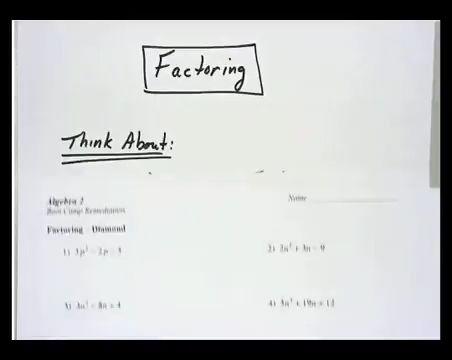 Factoring
Think About:
Algebra 2
Name
Boot Camp Remediation
Factoring Diamond
1) 3p² - 2p - 5
2) 2n² + 3n - 9
3) 3n² - 8n + 4
4) 5n² + 19n + 12